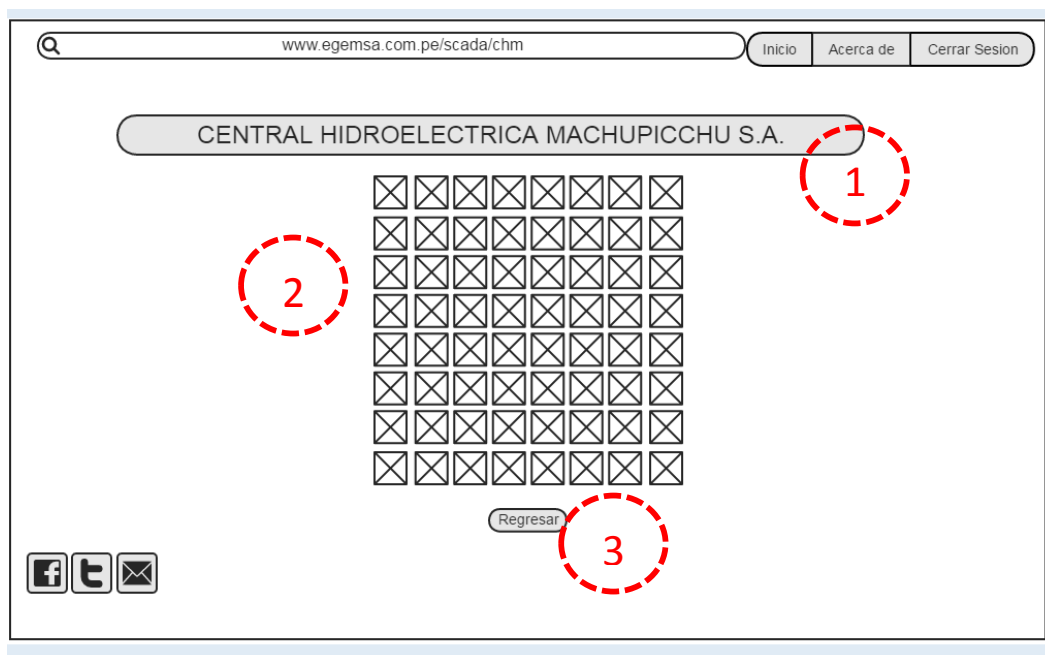 www.egemsa.com.pe/scada/chm
Inicio
Acerca de
Cerrar Sesion
CENTRAL HIDROELECTRICA MACHUPICCHU S.A.
1
2
Regresar
3